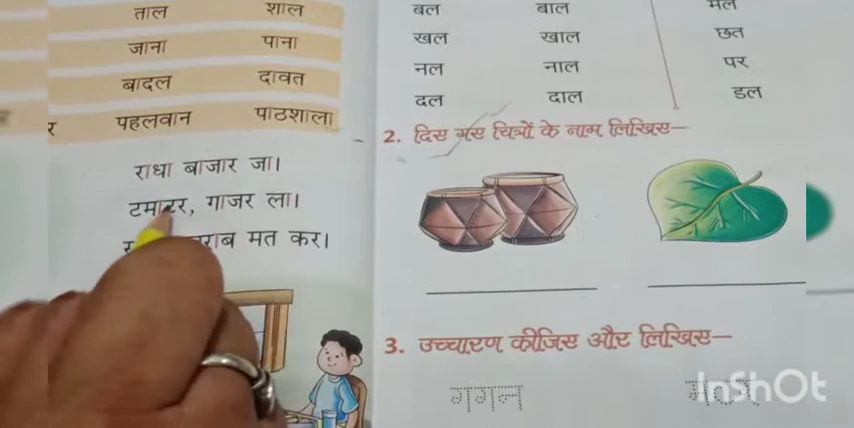 ताल शाल
जाना पाना
बादल दावत
पहलवान पाठशाला
राधा बाजार जा।
टमाटर, गाजर ला।
मत कर।
बल बाल मल
खल खाल छत
नल नाल पर
दल दाल डल
2. दिए गए चित्रों के नाम लिखिए—
3. उच्चारण कीजिए और लिखिए—
गगन
InShOt